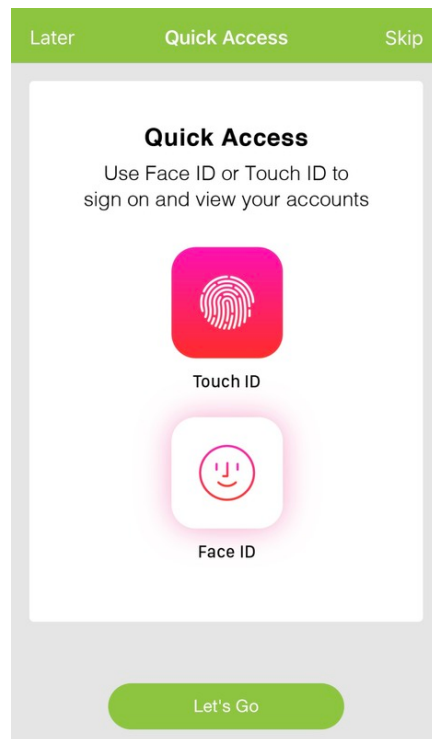 Later Quick Access Skip
Quick Access
Use Face ID or Touch ID to
sign on and view your accounts
Touch ID
Face ID
Let's Go